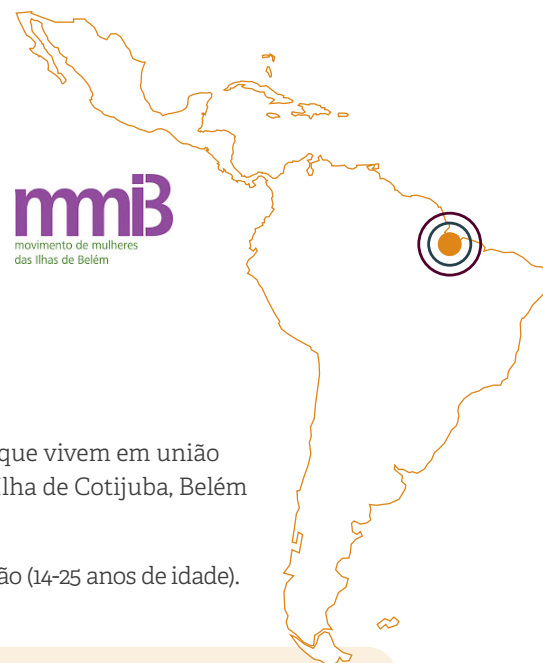 mmiB
movimento de mulheres
das Ilhas de Belém
que vivem em união
Ilha de Cotijuba, Belém
ão (14-25 anos de idade).